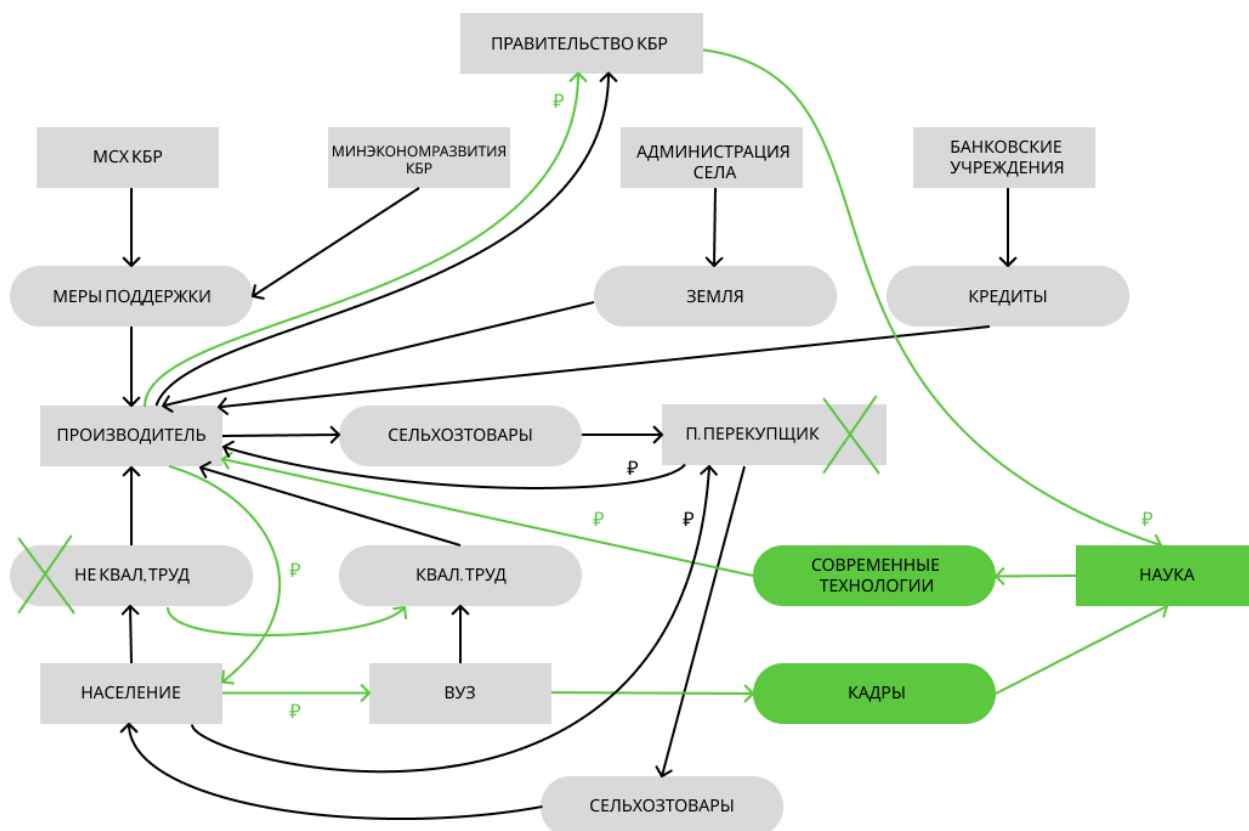 ПРАВИТЕЛЬСТВО КБР
₽
МСХ КБР
МИНЭКОНОМРАЗВИТИЯ
КБР
АДМИНИСТРАЦИЯ
СЕЛА
БАНКОВСКИЕ
УЧРЕЖДЕНИЯ
МЕРЫ ПОДДЕРЖКИ
ЗЕМЛЯ
КРЕДИТЫ
ПРОИЗВОДИТЕЛЬ
СЕЛЬХОЗТОВАРЫ
П. ПЕРЕКУПЩИК
₽
₽
₽
₽
₽
НЕ КВАЛ, ТРУД
КВАЛ. ТРУД
СОВРЕМЕННЫЕ
ТЕХНОЛОГИИ
НАУКА
НАСЕЛЕНИЕ
₽
ВУЗ
КАДРЫ
СЕЛЬХОЗТОВАРЫ